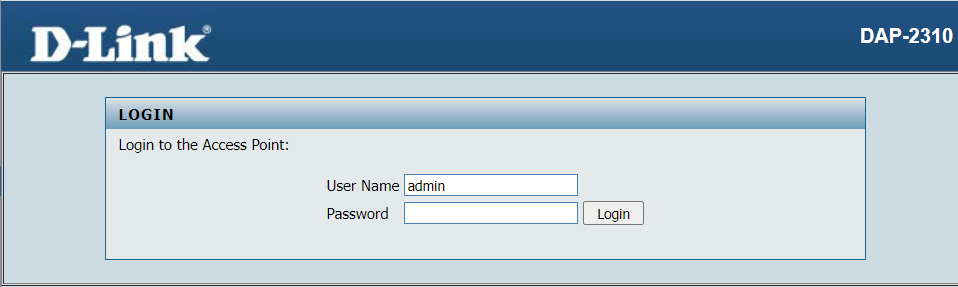 D-Link®
DAP-2310
LOGIN
Login to the Access Point:
User Name admin
Password Login